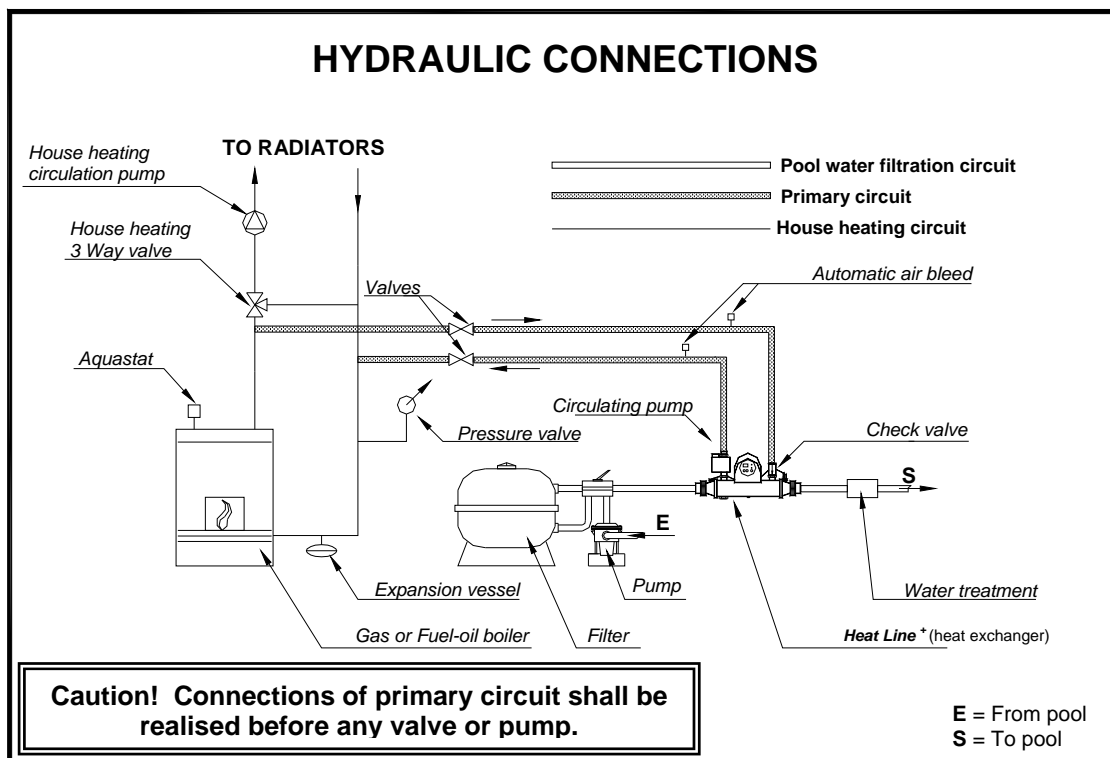 HYDRAULIC CONNECTIONS
House heating
circulation pump
TO RADIATORS
Pool water filtration circuit
Primary circuit
House heating circuit
House heating
3 Way valve
Valves
Automatic air bleed
Aquastat
Circulating pump
Pressure valve
Check valve
S
E
Expansion vessel
Pump
Water treatment
Gas or Fuel-oil boiler
Filter
Heat Line + (heat exchanger)
Caution! Connections of primary circuit shall be
realised before any valve or pump.
E = From pool
S = To pool